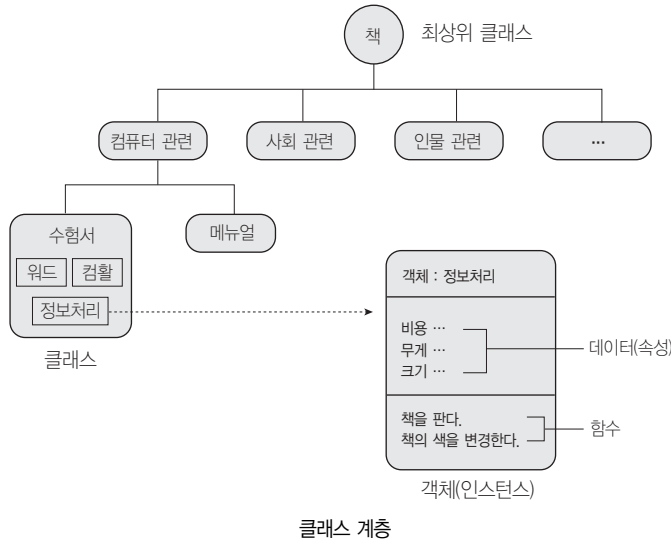 책
최상위 클래스
컴퓨터 관련
사회 관련
인물 관련
...
수험서
워드
컴활
정보처리
클래스
메뉴얼
객체 : 정보처리
비용 …
무게 …
크기 …
데이터(속성)
책을 판다.
책의 색을 변경한다.
함수
객체(인스턴스)
클래스 계층